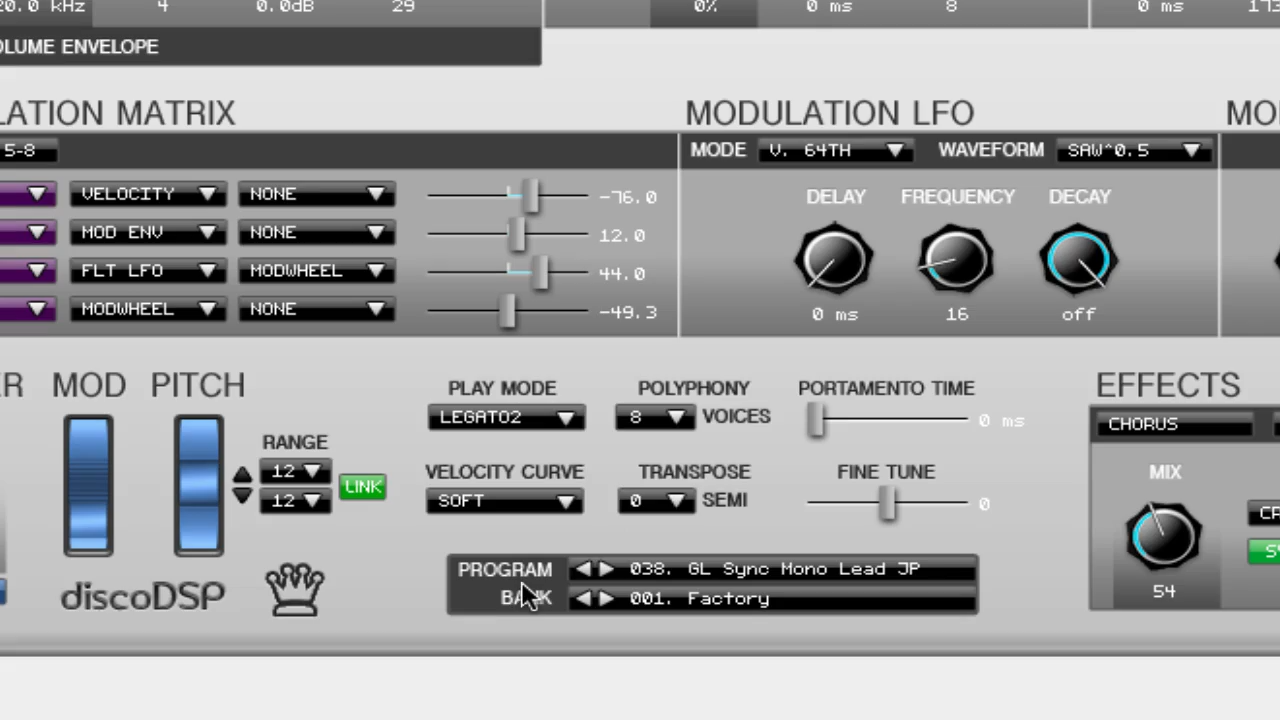 20.0 kHz 4 0.0dB 29 0% 0 ms 8 0 ms
OLUME ENVELOPE
LATION MATRIX
5-8
VELOCITY NONE -76.0
MOD ENV NONE 12.0
FLT LFO MODWHEEL 44.0
MODWHEEL NONE -49.3
MODULATION LFO
MODE V. 64TH WAVEFORM SAW^0.5
DELAY FREQUENCY DECAY
0 ms 16 off
MO
ER MOD PITCH
RANGE
12
12
LINK
discoDSP
PLAY MODE POLYPHONY PORTAMENTO TIME
LEGATO2 8 VOICES 0 ms
VELOCITY CURVE TRANSPOSE FINE TUNE
SOFT 0 SEMI 0
PROGRAM 038. GL Sync Mono Lead JP
BANK 001. Factory
EFFECTS
CHORUS
MIX
54